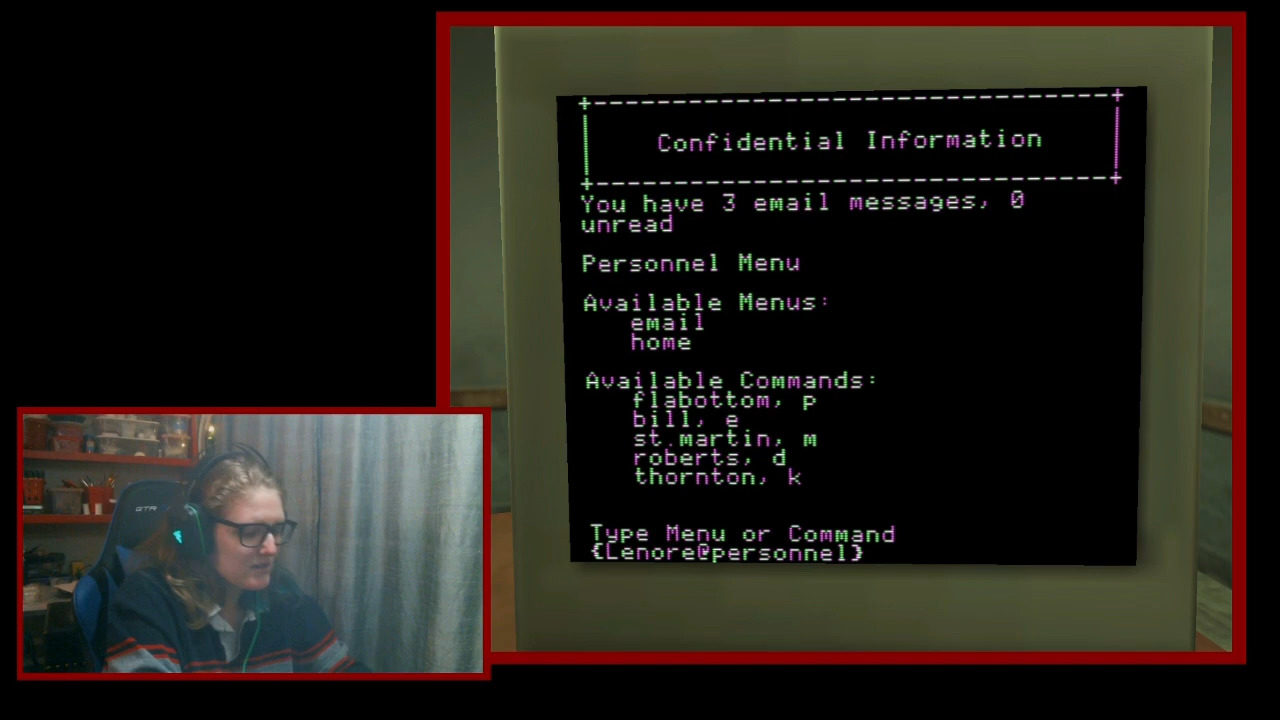 Confidential Information
You have 3 email messages, 0
unread
Personnel Menu
Available Menus:
email
home
Available Commands:
flabottom, p
bill, e
st.martin, m
roberts, d
thornton, k
Type Menu or Command
{Lenore@personnel}
GTR